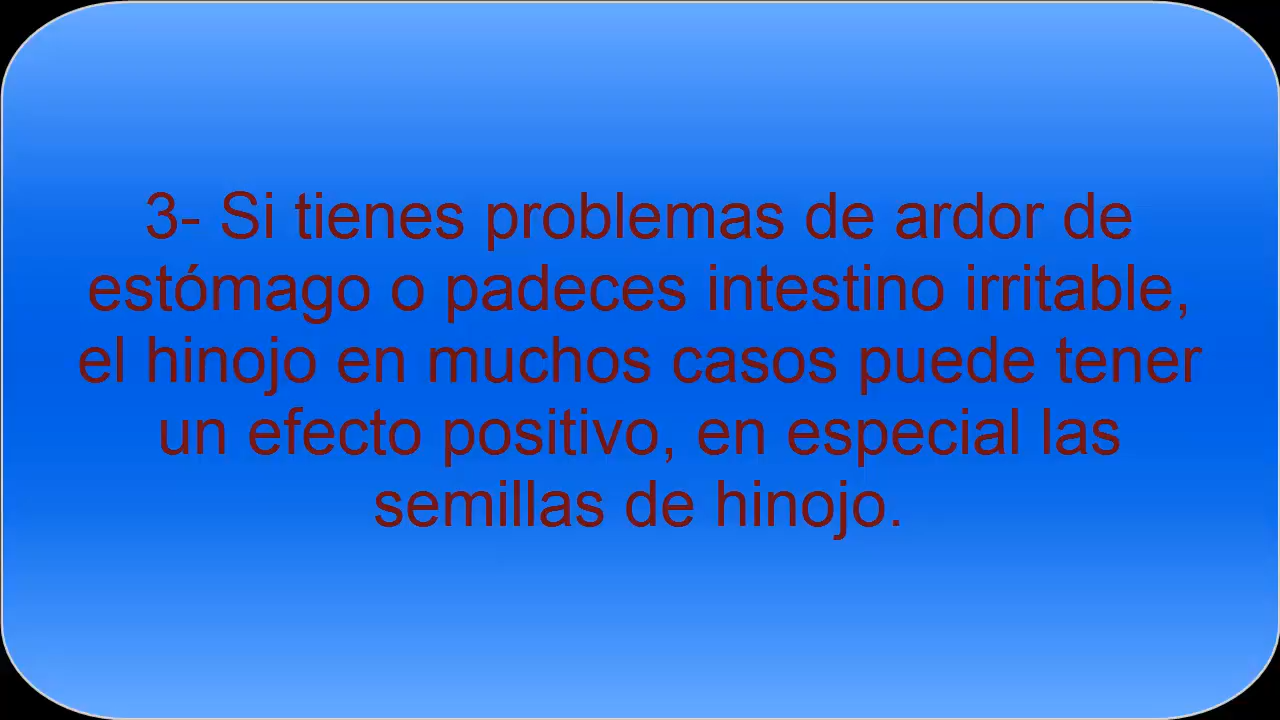 3- Si tienes problemas de ardor de
estómago o padeces intestino irritable,
el hinojo en muchos casos puede tener
un efecto positivo, en especial las
semillas de hinojo.